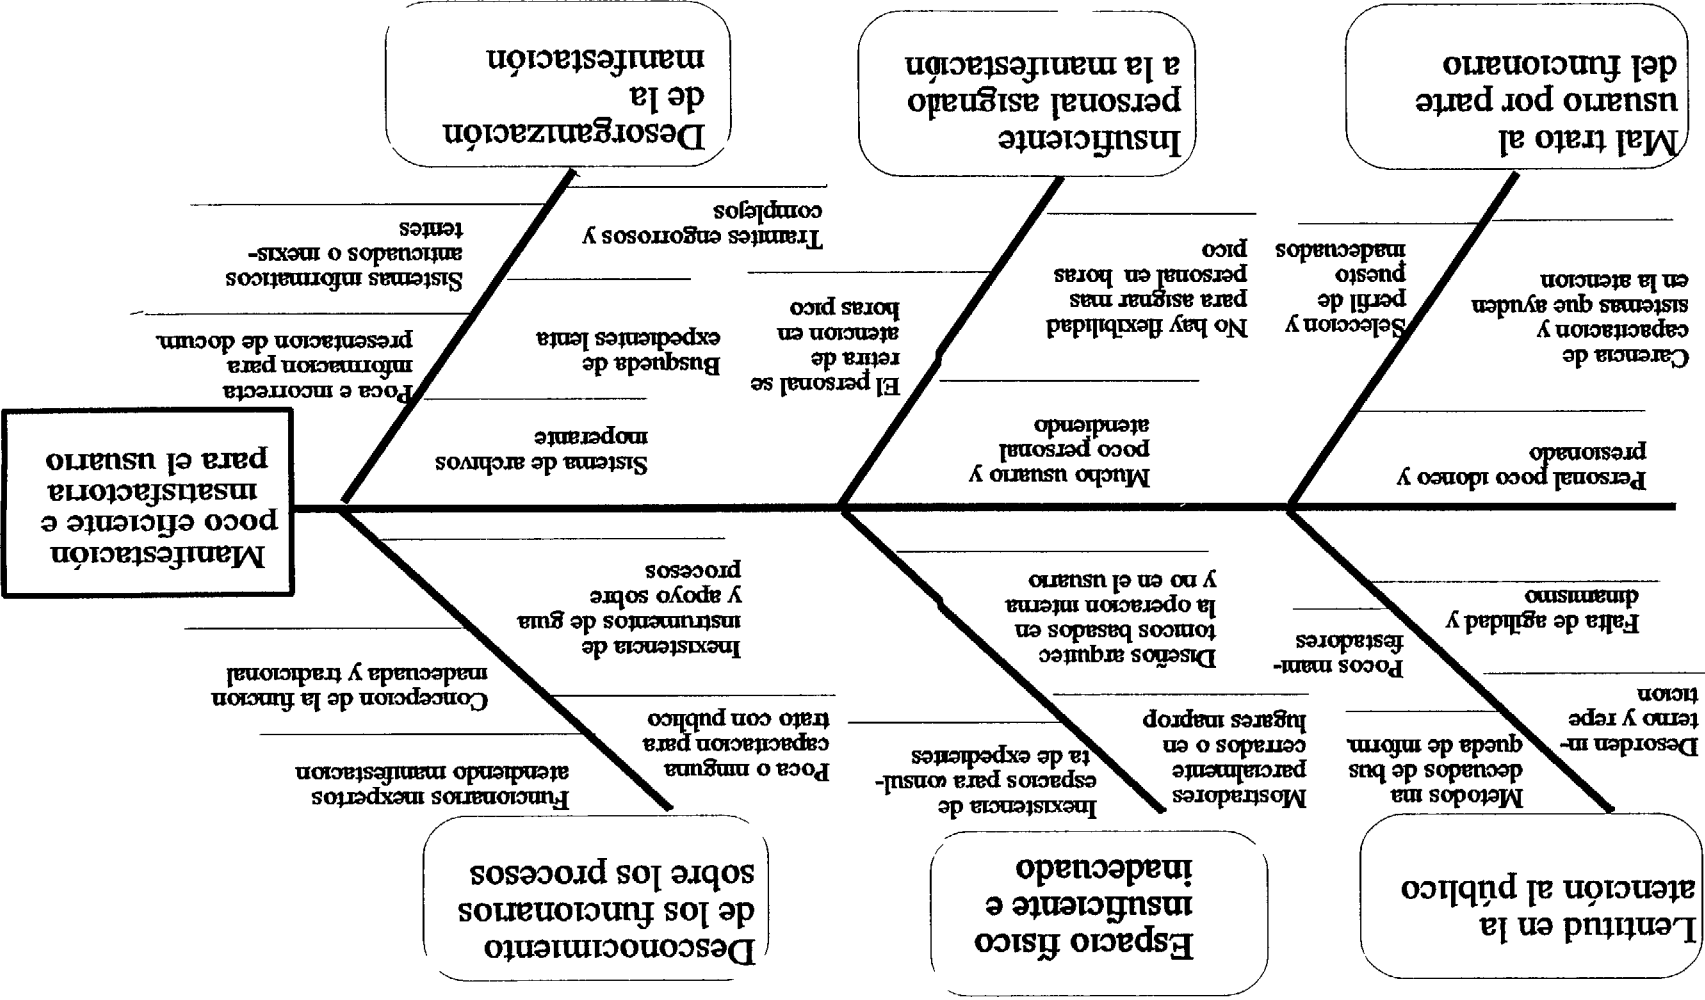 Lentitud en la
atención al público
Espacio físico
insuficiente e
inadecuado
Desconocimiento
de los funcionarios
sobre los procesos
Desorden in-
terno y repe
ticion
Metodos ina
decuados de bus
queda de inform.
Falta de agilidad y
dinamismo
Pocos mani-
festadores
Mostradores
parcialmente
cerrados o en
lugares inaprop
Inexistencia de
espacios para consul-
ta de expedientes
Diseños arquitec
tonicos basados en
la operacion interna
y no en el usuario
Poca o ninguna
capacitacion para
trato con publico
Funcionarios inexpertos
atendiendo manifestacion
Inexistencia de
instrumentos de guia
y apoyo sobre
procesos
Concepcion de la funcion
inadecuada y tradicional
Manifestación
poco eficiente e
insatisfactoria
para el usuario
Personal poco idoneo y
presionado
Carencia de
capacitacion y
sistemas que ayuden
en la atencion
Seleccion y
perfil de
puesto
inadecuados
Mucho usuario y
poco personal
atendiendo
No hay flexibilidad
para asignar mas
personal en horas
pico
El personal se
retira de
atencion en
horas pico
Sistema de archivos
inoperante
Busqueda de
expedientes lenta
Tramites engorrosos y
complejos
Poca e incorrecta
informacion para
presentacion de docum.
Sistemas informaticos
anticuados o inexis-
tentes
Mal trato al
usuario por parte
del funcionario
Insuficiente
personal asignado
a la manifestación
Desorganización
de la
manifestación